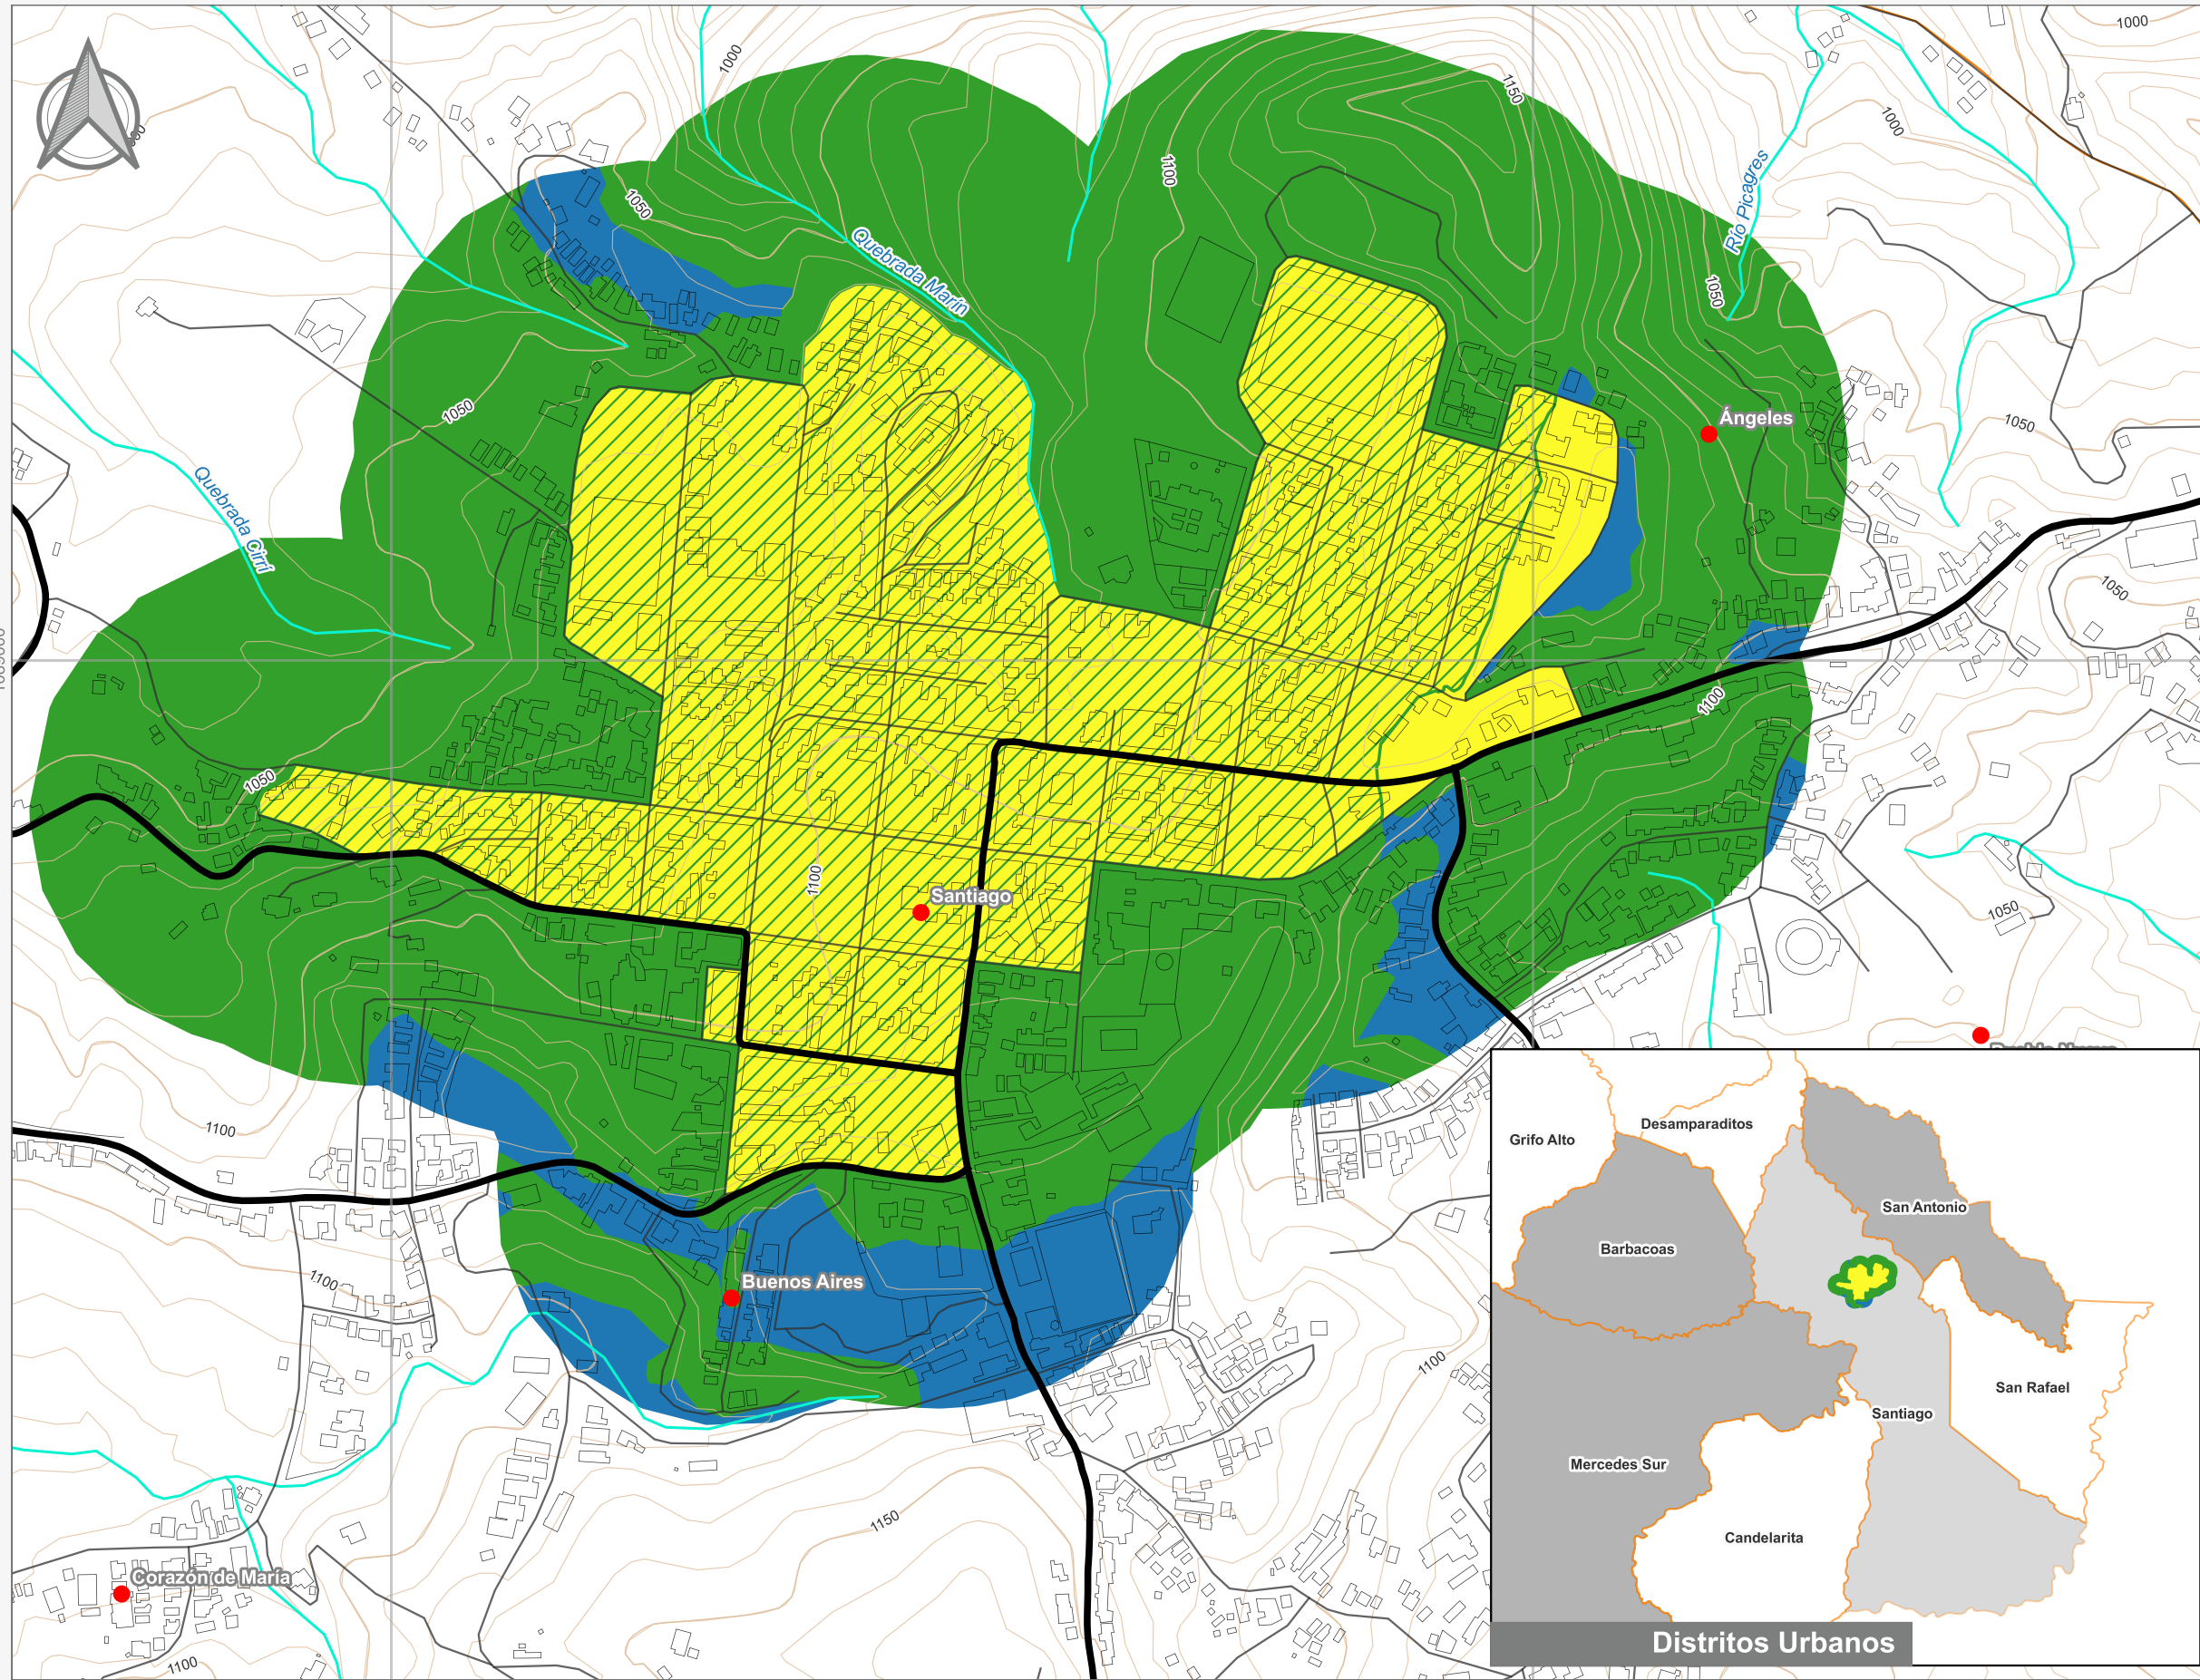 1000
1000
1150
1000
1100
Río Picagres
1050
Quebrada Marín
1050
1050
Ángeles
1050
Quebrada Cirrí
1050
1100
1050
1100
Santiago
1050
1100
Grifo Alto
Desamparaditos
San Antonio
Barbacoas
1100
Buenos Aires
1100
San Rafael
Santiago
Mercedes Sur
1150
Candelarita
Corazón de María
Distritos Urbanos
1100